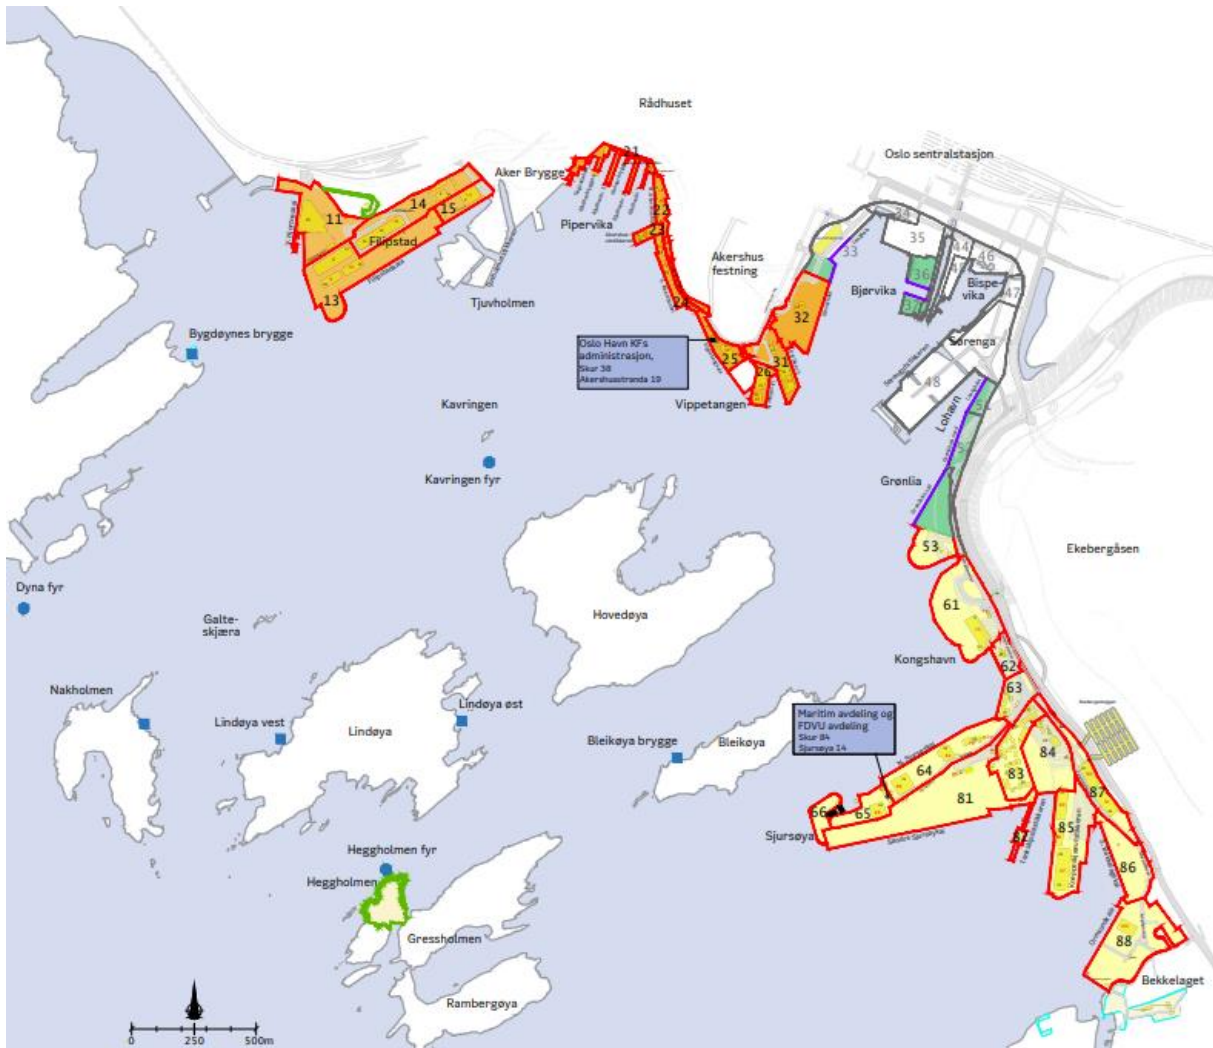 Rådhuset
Oslo sentralstasjon
Aker Brygge
21
14
15
11
22
23
34
35
44
46
47
33
36
Pipervika
Filipstad
Akershus
festning
Bjørvika
Bispe-
vika
13
Tjuvholmen
24
32
Sørenga
Bygdøynes brygge
Oslo Havn KFs
administrasjon,
Skur 38
Akershusstranda 19
25
31
26
48
Kavringen
Vippetangen
Lohavn
Kavringen fyr
Grønlia
53
Ekebergåsen
Dyna fyr
Galte-
skjæra
Hovedøya
61
Kongshavn
62
63
Nakholmen
Lindøya vest
Lindøya øst
Lindøya
Bleikøya brygge
Bleikøya
Maritim avdeling og
FDVU avdeling
Skur 84
Sjursøya 14
64
84
83
81
87
66
65
82
85
Sjursøya
Heggholmen fyr
Heggholmen
86
Gressholmen
88
Bekkelaget
Rambergøya
0 250 500m